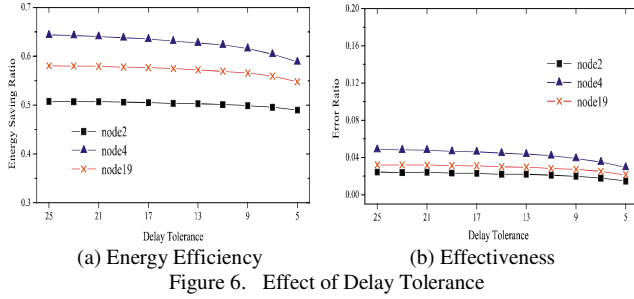 0.7
0.6
0.5
0.4
0.3
Energy Saving Ratio
node2
node4
node19
25 21 17 13 9 5
Delay Tolerance
(a) Energy Efficiency
0.20
0.16
0.12
0.08
0.04
0.00
Error Ratio
node2
node4
node19
25 21 17 13 9 5
Delay Tolerance
(b) Effectiveness
Figure 6. Effect of Delay Tolerance